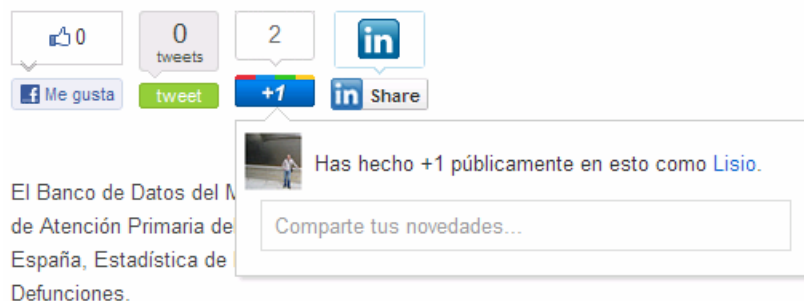 0
0
tweets
2
in
f Me gusta
tweet
+1
in Share
Has hecho +1 públicamente en esto como Lisio.
Comparte tus novedades...
El Banco de Datos del
de Atención Primaria de
España, Estadística de
Defunciones.